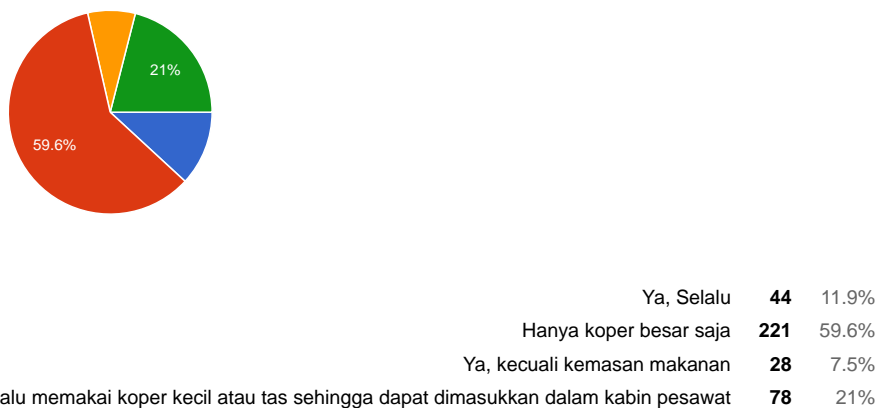 21%
59.6%
Ya, Selalu 44 11.9%
Hanya koper besar saja 221 59.6%
Ya, kecuali kemasan makanan 28 7.5%
memakai koper kecil atau tas sehingga dapat dimasukkan dalam kabin pesawat 78 21%